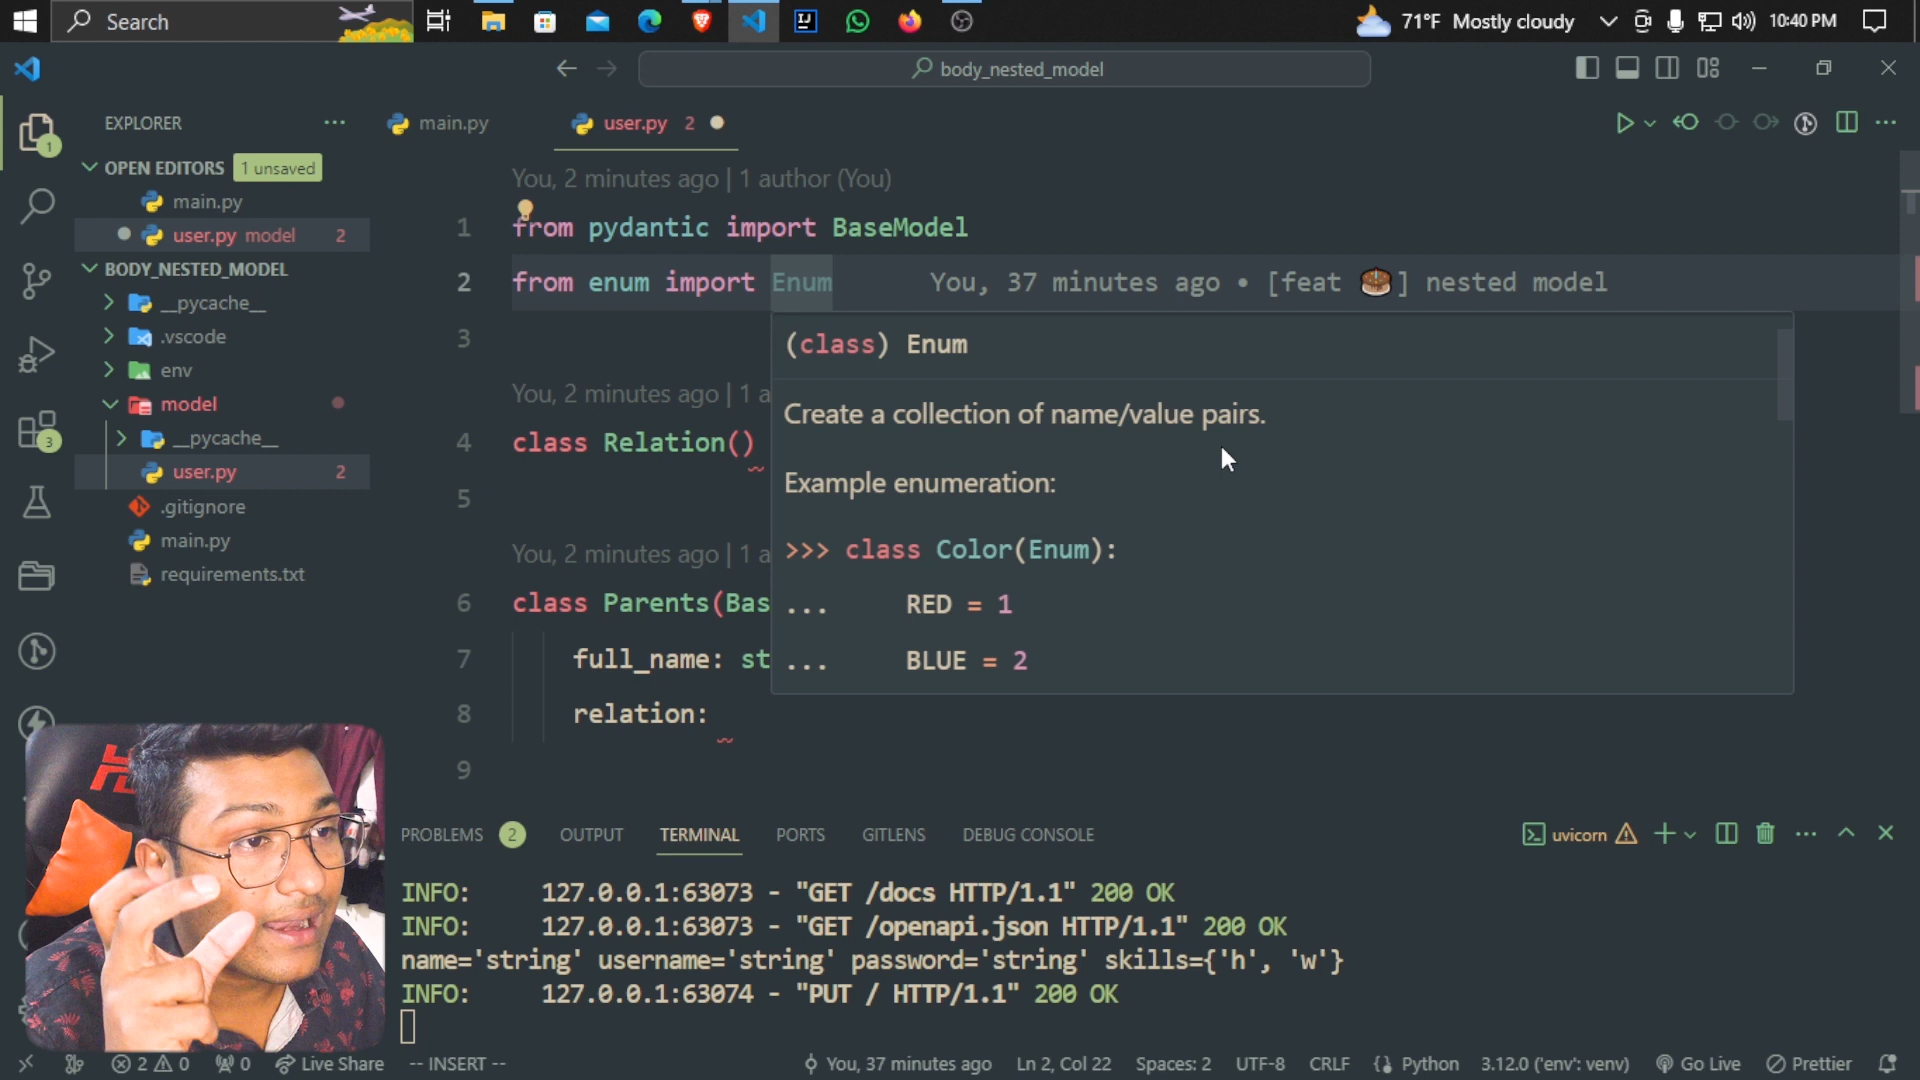 Search
71°F Mostly cloudy
10:40 PM
body_nested_model
EXPLORER
main.py
user.py 2
OPEN EDITORS 1 unsaved
main.py
user.py model 2
BODY_NESTED_MODEL
__pycache__
.vscode
env
model
__pycache__
user.py 2
.gitignore
main.py
requirements.txt
1
3
You, 2 minutes ago | 1 author (You)
1 from pydantic import BaseModel
2 from enum import Enum You, 37 minutes ago • [feat 🎂] nested model
3
You, 2 minutes ago | 1 a
4 class Relation()
5
You, 2 minutes ago | 1 a
6 class Parents(Bas
7 full_name: st
8 relation:
9
(class) Enum
Create a collection of name/value pairs.
Example enumeration:
>>> class Color(Enum):
... RED = 1
... BLUE = 2
PROBLEMS 2 OUTPUT TERMINAL PORTS GITLENS DEBUG CONSOLE
uvicorn
INFO: 127.0.0.1:63073 - "GET /docs HTTP/1.1" 200 OK
INFO: 127.0.0.1:63073 - "GET /openapi.json HTTP/1.1" 200 OK
name='string' username='string' password='string' skills={'h', 'w'}
INFO: 127.0.0.1:63074 - "PUT / HTTP/1.1" 200 OK
2 0 0 Live Share -- INSERT -- You, 37 minutes ago Ln 2, Col 22 Spaces: 2 UTF-8 CRLF Python 3.12.0 ('env': venv) Go Live Prettier